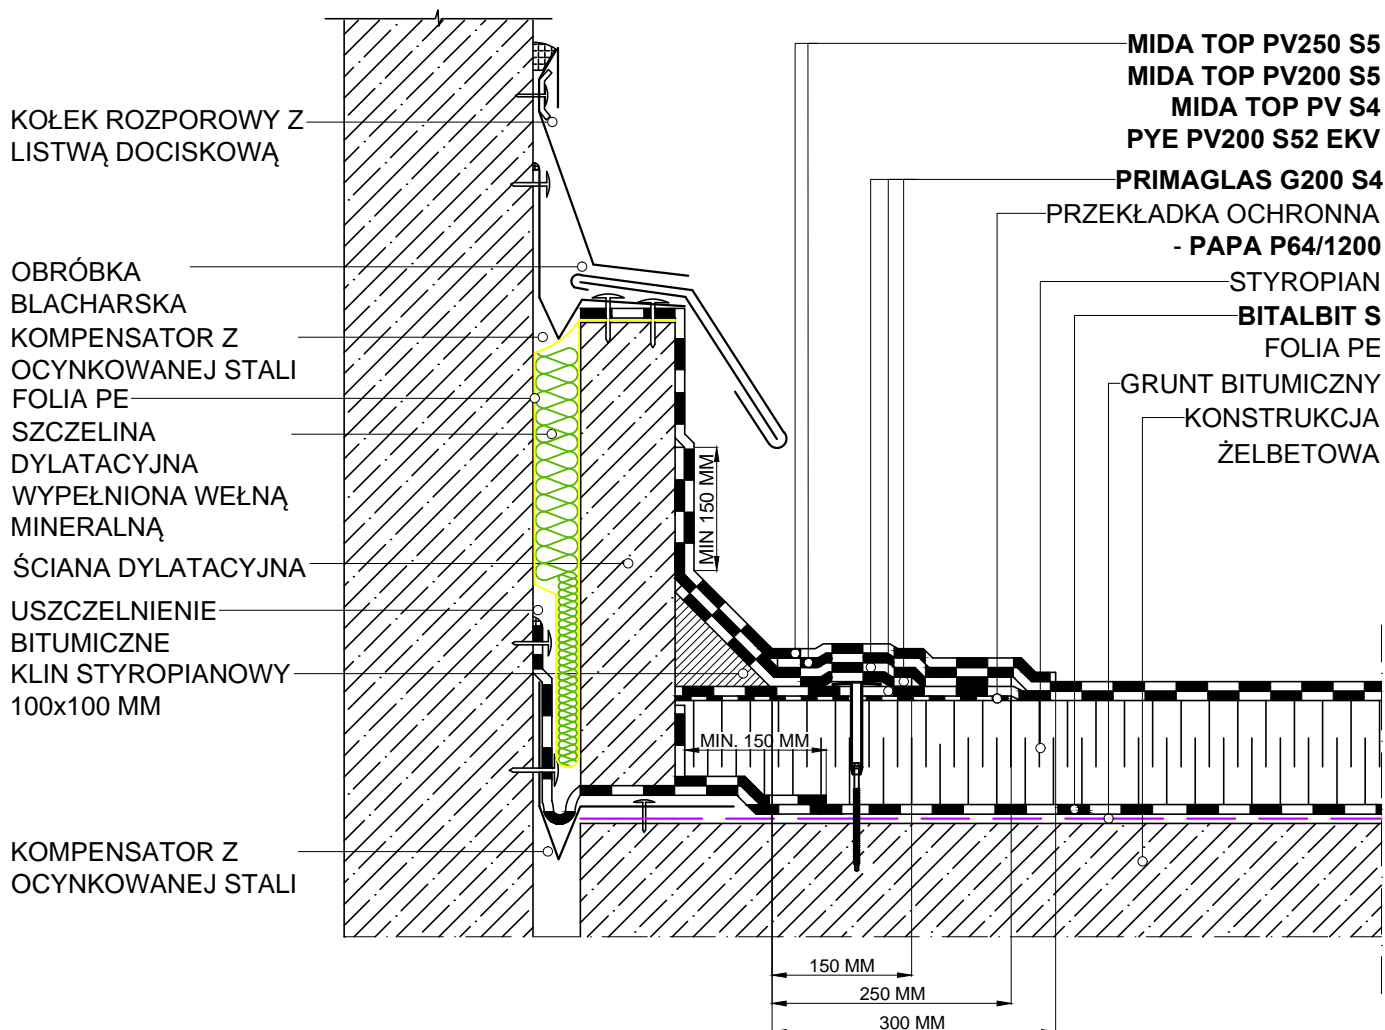 KOŁEK ROZPOROWY Z
LISTWĄ DOCISKOWĄ
OBRÓBKA
BLACHARSKA
KOMPENSATOR Z
OCYNKOWANEJ STALI
FOLIA PE
SZCZELINA
DYLATACYJNA
WYPEŁNIONA WEŁNĄ
MINERALNĄ
ŚCIANA DYLATACYJNA
USZCZELNIENIE
BITUMICZNE
KLIN STYROPIANOWY
100x100 MM
KOMPENSATOR Z
OCYNKOWANEJ STALI
MIDA TOP PV250 S5
MIDA TOP PV200 S5
MIDA TOP PV S4
PYE PV200 S52 EKV
PRIMAGLAS G200 S4
PRZEKŁADKA OCHRONNA
- PAPA P64/1200
STYROPIAN
BITALBIT S
FOLIA PE
GRUNT BITUMICZNY
KONSTRUKCJA
ŻELBETOWA
MIN 150 MM
MIN. 150 MM
150 MM
250 MM
300 MM